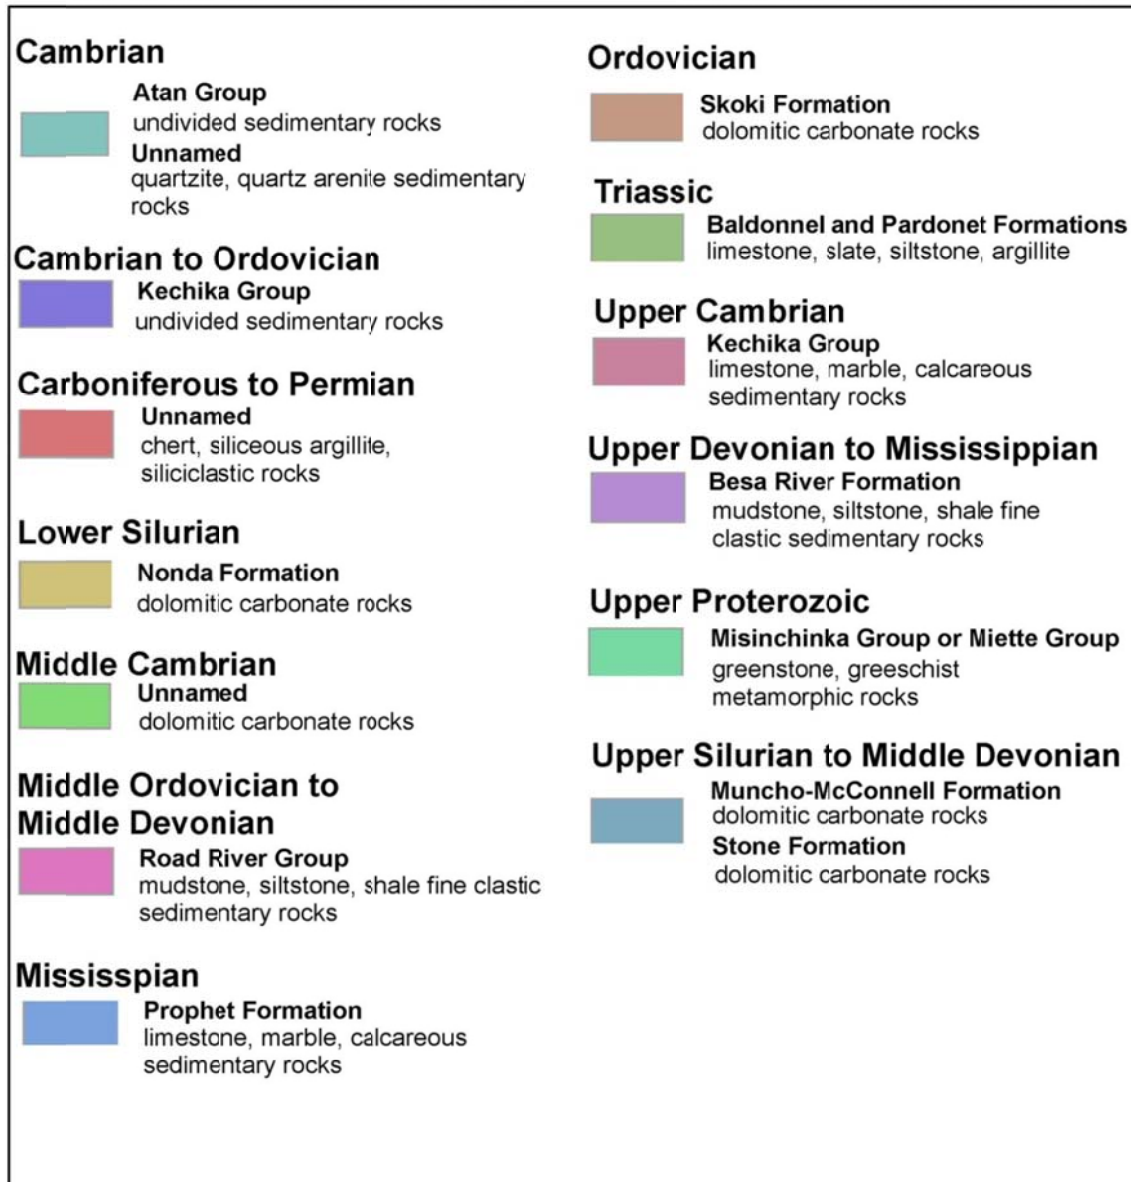 Cambrian
Atan Group
undivided sedimentary rocks
Unnamed
quartzite, quartz arenite sedimentary
rocks
Cambrian to Ordovician
Kechika Group
undivided sedimentary rocks
Carboniferous to Permian
Unnamed
chert, siliceous argillite,
siliciclastic rocks
Lower Silurian
Nonda Formation
dolomitic carbonate rocks
Middle Cambrian
Unnamed
dolomitic carbonate rocks
Middle Ordovician to
Middle Devonian
Road River Group
mudstone, siltstone, shale fine clastic
sedimentary rocks
Mississpian
Prophet Formation
limestone, marble, calcareous
sedimentary rocks
Ordovician
Skoki Formation
dolomitic carbonate rocks
Triassic
Baldonnel and Pardonet Formations
limestone, slate, siltstone, argillite
Upper Cambrian
Kechika Group
limestone, marble, calcareous
sedimentary rocks
Upper Devonian to Mississippian
Besa River Formation
mudstone, siltstone, shale fine
clastic sedimentary rocks
Upper Proterozoic
Misinchinka Group or Miette Group
greenstone, greeschist
metamorphic rocks
Upper Silurian to Middle Devonian
Muncho-McConnell Formation
dolomitic carbonate rocks
Stone Formation
dolomitic carbonate rocks